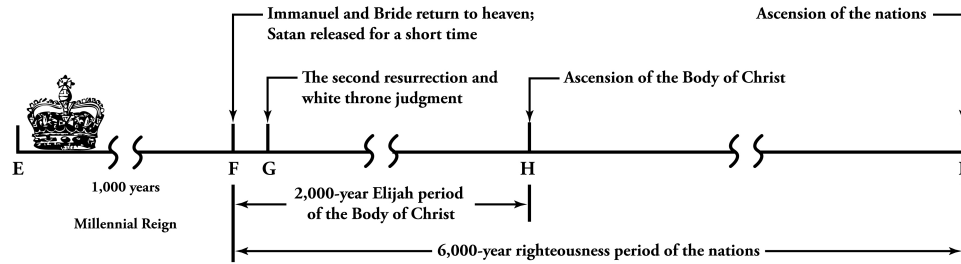 Immanuel and Bride return to heaven;
Satan released for a short time
Ascension of the nations
The second resurrection and
white throne judgment
Ascension of the Body of Christ
E
F
G
H
1,000 years
Millennial Reign
2,000-year Elijah period
of the Body of Christ
6,000-year righteousness period of the nations